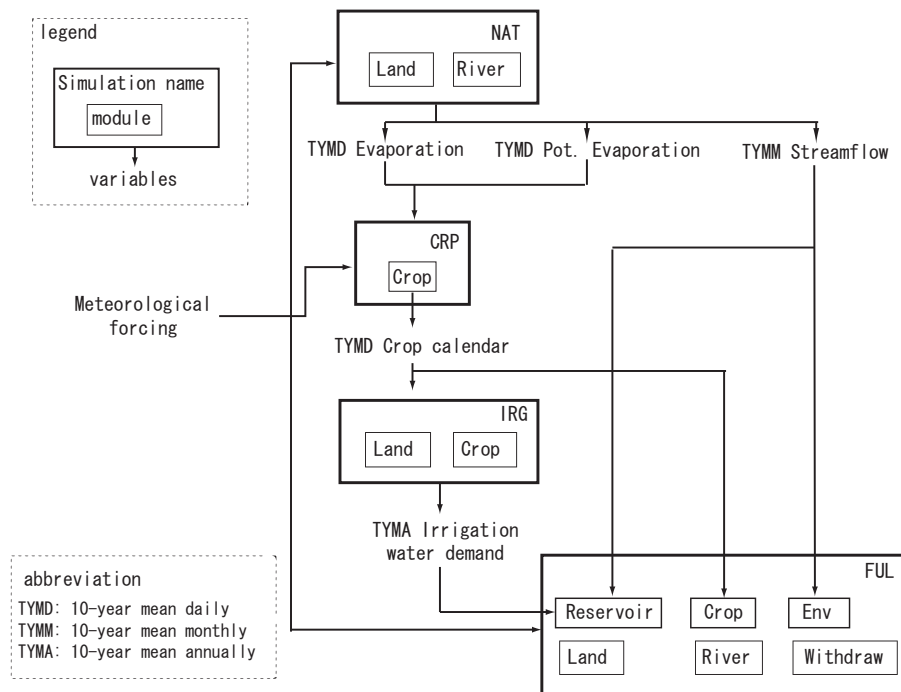 legend
Simulation name
module
variables
NAT
Land
River
TYMD Evaporation
TYMD Pot. Evaporation
TYMM Streamflow
CRP
Crop
Meteorological
forcing
TYMD Crop calendar
IRG
Land
Crop
TYMA Irrigation
water demand
abbreviation
TYMD: 10-year mean daily
TYMM: 10-year mean monthly
TYMA: 10-year mean annually
FUL
Reservoir
Crop
Env
Land
River
Withdraw